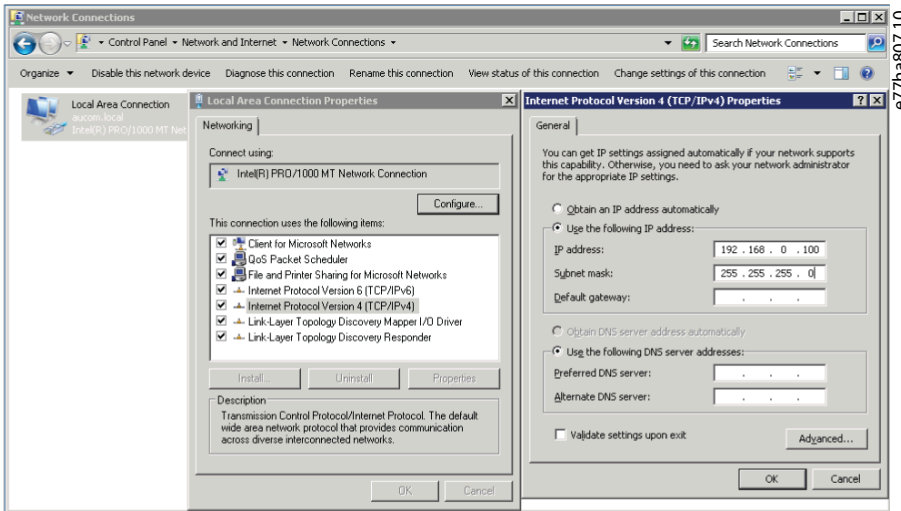 Network Connections
Control Panel Network and Internet Network Connections
Search Network Connections
Organize Disable this network device Diagnose this connection Rename this connection View status of this connection Change settings of this connection
Local Area Connection
aucom.local
Intel(R) PRO/1000 MT Net
Local Area Connection Properties
Networking
Connect using:
Intel(R) PRO/1000 MT Network Connection
Configure...
This connection uses the following items:
Client for Microsoft Networks
QoS Packet Scheduler
File and Printer Sharing for Microsoft Networks
Internet Protocol Version 6 (TCP/IPv6)
Internet Protocol Version 4 (TCP/IPv4)
Link-Layer Topology Discovery Mapper I/O Driver
Link-Layer Topology Discovery Responder
Install... Uninstall Properties
Description
Transmission Control Protocol/Internet Protocol. The default
wide area network protocol that provides communication
across diverse interconnected networks.
OK Cancel
Internet Protocol Version 4 (TCP/IPv4) Properties
General
You can get IP settings assigned automatically if your network supports
this capability. Otherwise, you need to ask your network administrator
for the appropriate IP settings.
Obtain an IP address automatically
Use the following IP address:
IP address: 192 . 168 . 0 . 100
Subnet mask: 255 . 255 . 255 . 0
Default gateway: . . .
Obtain DNS server address automatically
Use the following DNS server addresses:
Preferred DNS server: . . .
Alternate DNS server: . . .
Validate settings upon exit
Advanced...
OK Cancel
e77ha807.10